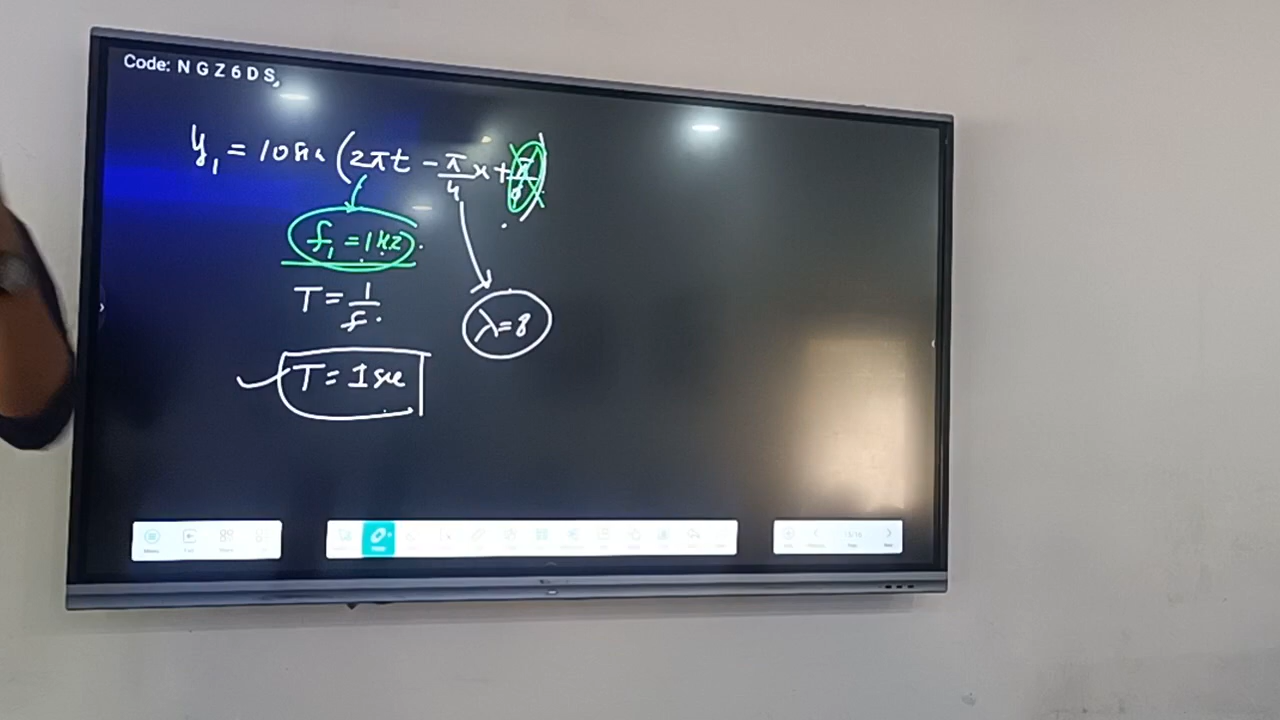 Code: N G Z 6 D S
y₁ = 10 sin (2πt - π/4 x + π
f₁ = 1 Hz
T = 1/f
λ = 8
T = 1 sec